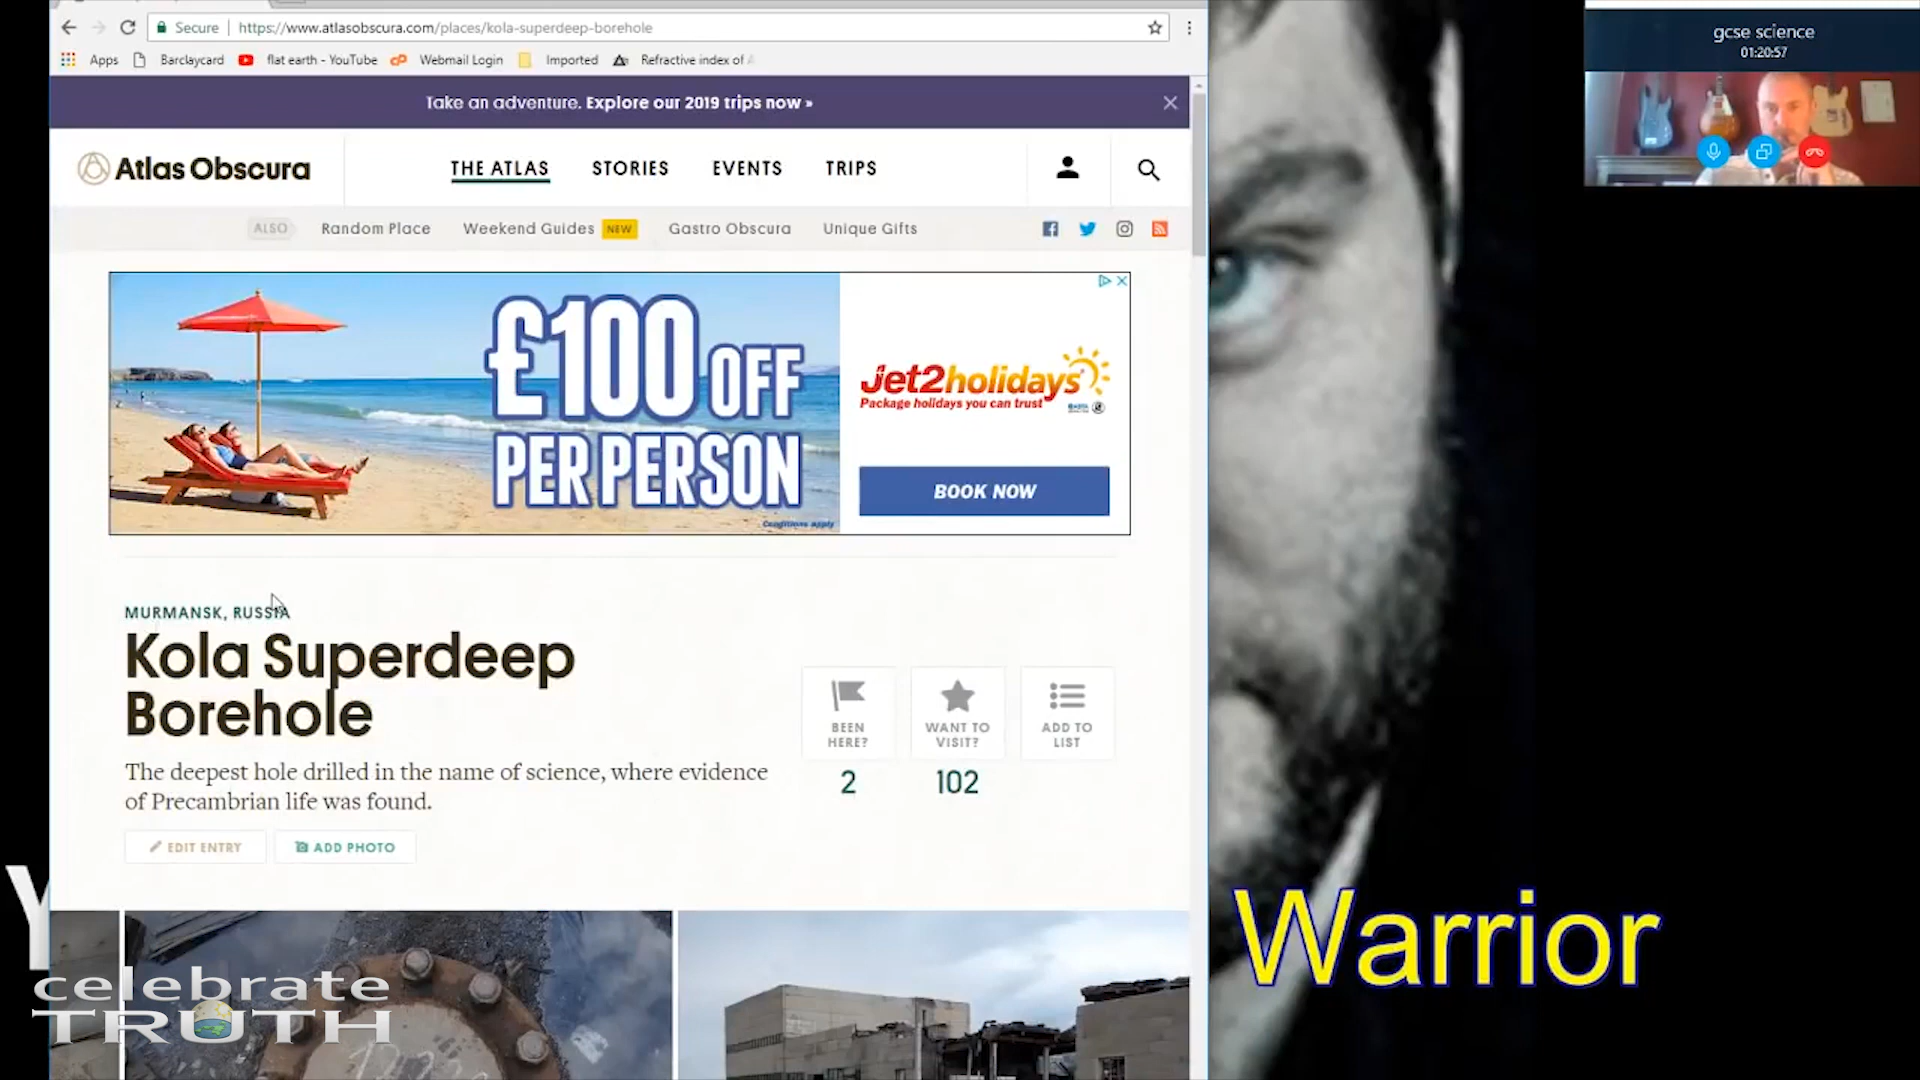 Secure https://www.atlasobscura.com/places/kola-superdeep-borehole
Apps Barclaycard flat earth - YouTube Webmail Login Imported Refractive index of
Take an adventure. Explore our 2019 trips now »
Atlas Obscura
THE ATLAS STORIES EVENTS TRIPS
ALSO Random Place Weekend Guides NEW Gastro Obscura Unique Gifts
£100 OFF
PER PERSON
Conditions apply
Jet2holidays
Package holidays you can trust
BOOK NOW
MURMANSK, RUSSIA
Kola Superdeep
Borehole
The deepest hole drilled in the name of science, where evidence
of Precambrian life was found.
BEEN
HERE?
2
WANT TO
VISIT?
102
ADD TO
LIST
EDIT ENTRY ADD PHOTO
gcse science
01:20:57
Warrior
celebrate
TRUTH